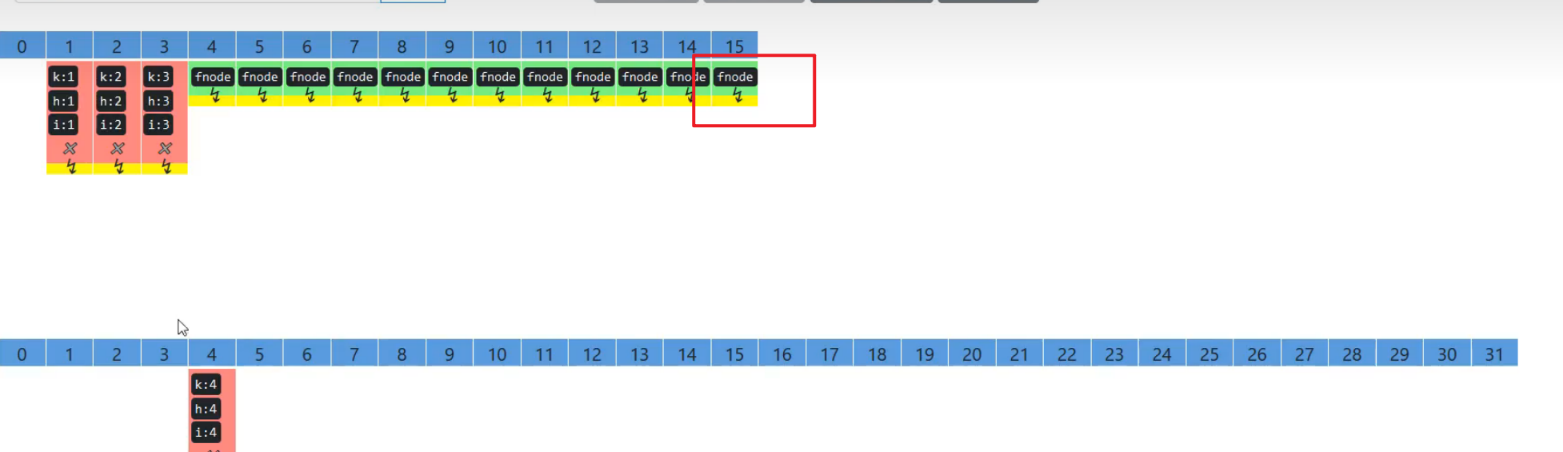 0 1 2 3 4 5 6 7 8 9 10 11 12 13 14 15
k:1 k:2 k:3 fnode fnode fnode fnode fnode fnode fnode fnode fnode fnode fnode fnode
h:1 h:2 h:3
i:1 i:2 i:3
0 1 2 3 4 5 6 7 8 9 10 11 12 13 14 15 16 17 18 19 20 21 22 23 24 25 26 27 28 29 30 31
k:4
h:4
i:4